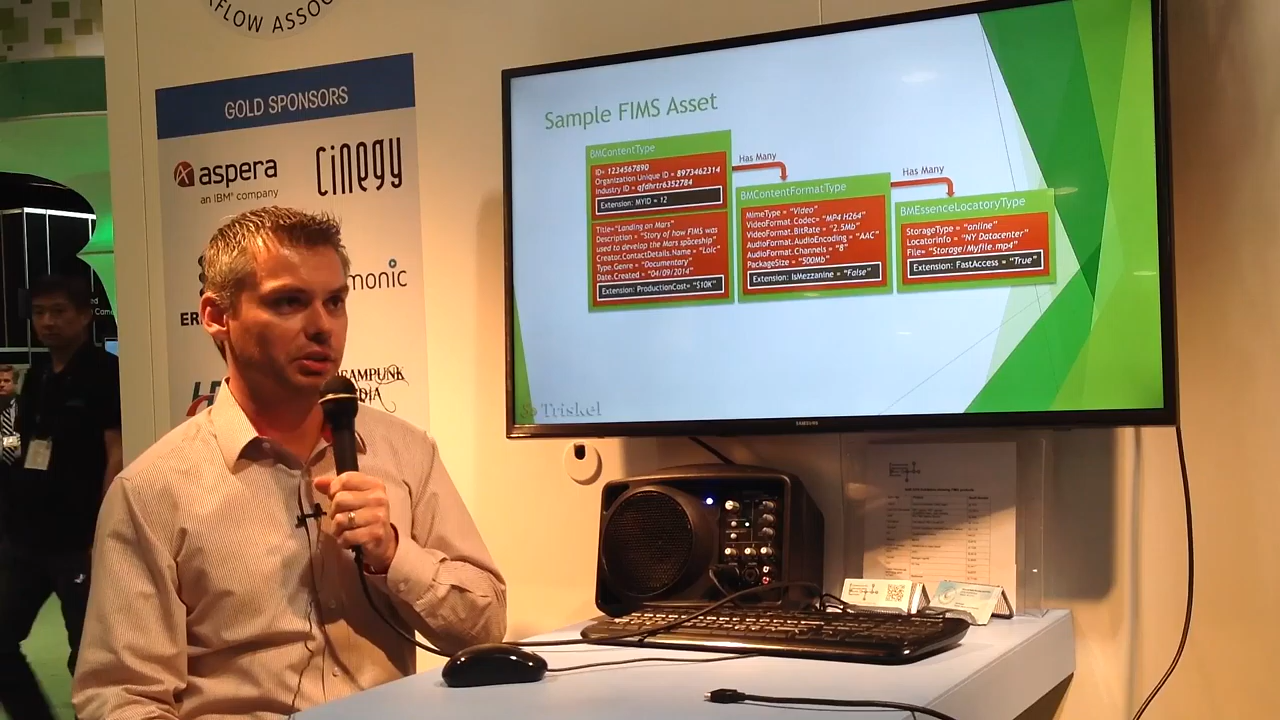 FLOW ASSOC
GOLD SPONSORS
aspera
an IBM company
cinegy
monic
ER
EAMPUNK
DIA
Sample FIMS Asset
BMContentType
ID= 1234567890
Organization Unique ID = 8973462314
Industry ID = qfdhrtr6352784
Extension: MYID = 12
Title="Landing on Mars"
Description = "Story of how FIMS was
used to develop the Mars spaceship"
Creator.ContactDetails.Name = "Loic"
Type.Genre = "Documentary"
Date.Created = "04/09/2014"
Extension: ProductionCost= "$10K"
Has Many
BMContentFormatType
MimeType = "Video"
VideoFormat.Codec= "MP4 H264"
VideoFormat.BitRate = "2.5Mb"
AudioFormat.AudioEncoding = "AAC"
AudioFormat.Channels = "8"
PackageSize = "500Mb"
Extension: IsMezzanine = "False"
Has Many
BMEssenceLocatoryType
StorageType = "online"
LocatorInfo = "NY Datacenter"
File= "Storage/Myfile.mp4"
Extension: FastAccess = "True"
Triskel
SAMSUNG